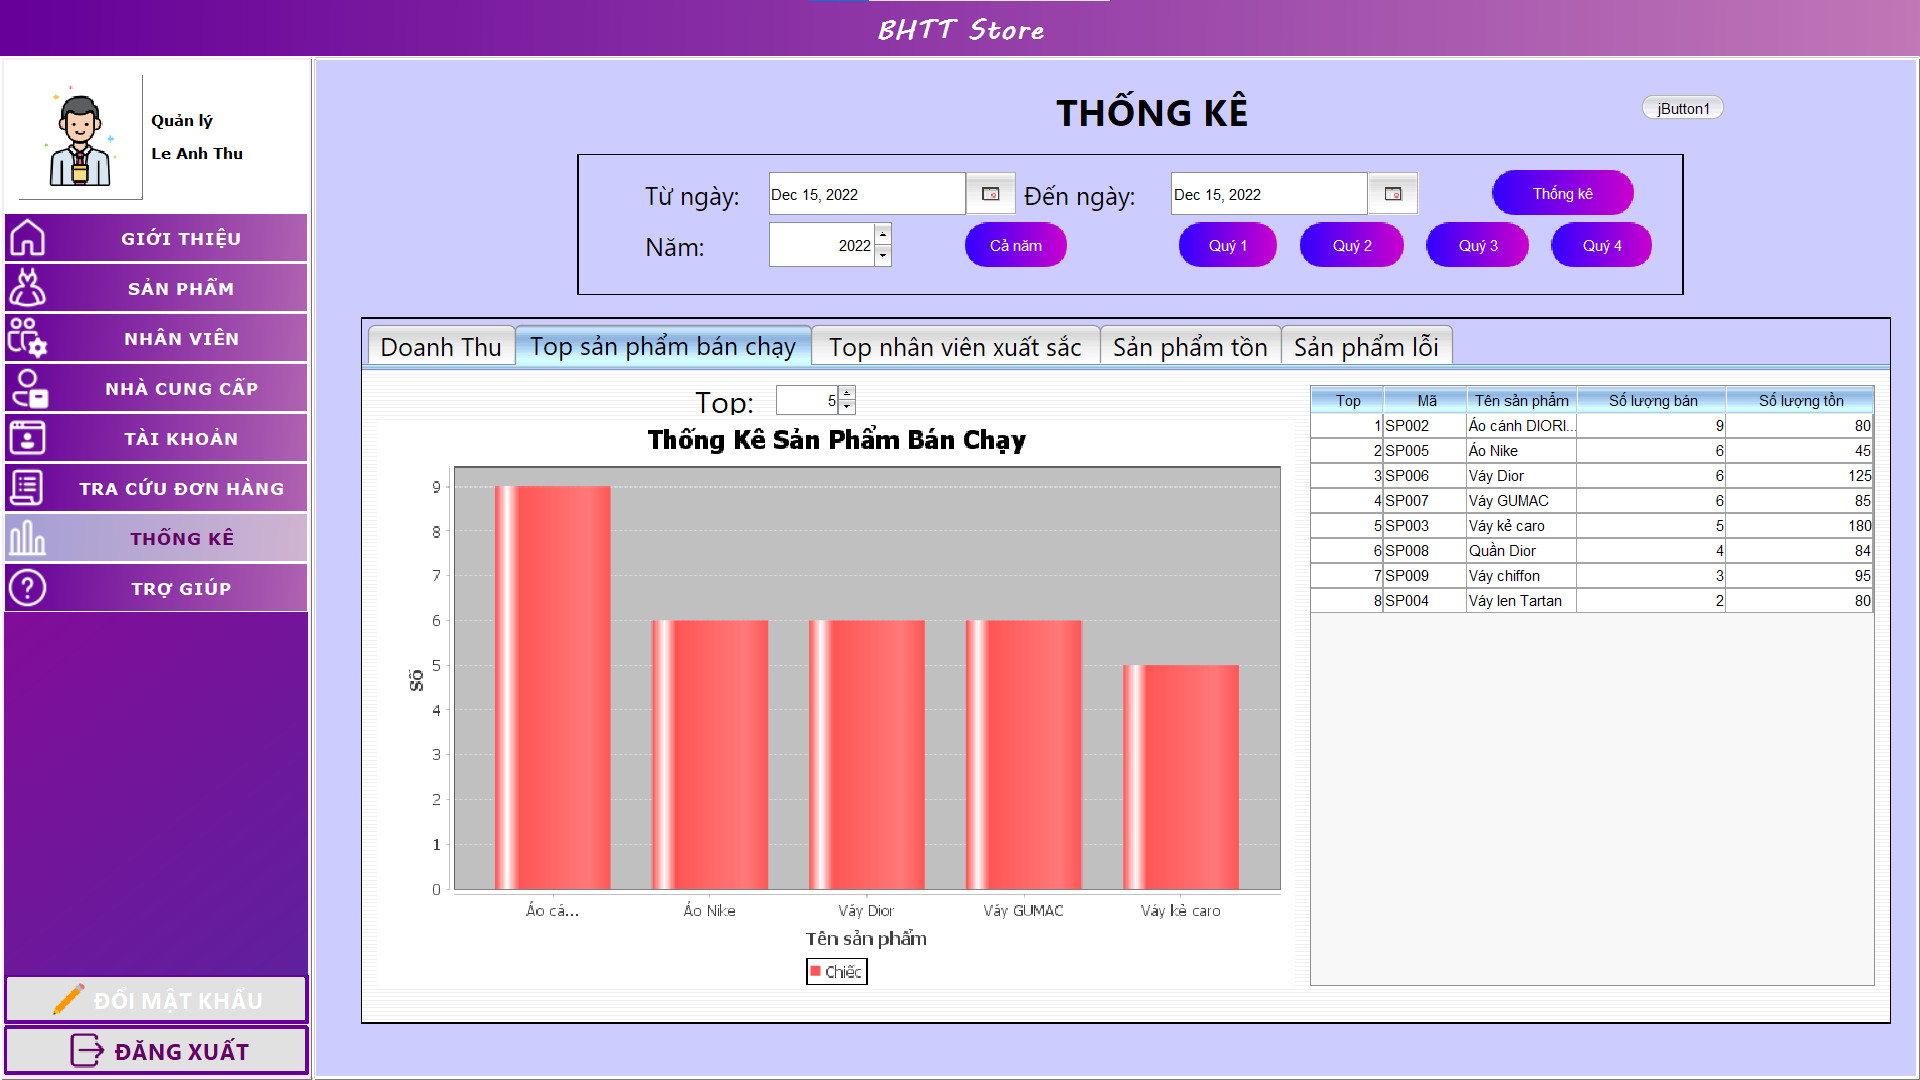 BHTT Store
Quản lý
Le Anh Thu
GIỚI THIỆU
SẢN PHẨM
NHÂN VIÊN
NHÀ CUNG CẤP
TÀI KHOẢN
TRA CỨU ĐƠN HÀNG
THỐNG KÊ
TRỢ GIÚP
ĐỔI MẬT KHẨU
ĐĂNG XUẤT
THỐNG KÊ
jButton1
Từ ngày: Dec 15, 2022 Đến ngày: Dec 15, 2022 Thống kê
Năm: 2022 Cả năm Quý 1 Quý 2 Quý 3 Quý 4
Doanh Thu Top sản phẩm bán chạy Top nhân viên xuất sắc Sản phẩm tồn Sản phẩm lỗi
Top: 5
Thống Kê Sản Phẩm Bán Chạy
9
8
7
6
5
4
3
2
1
0
Số
Áo cá... Áo Nike Váy Dior Váy GUMAC Váy kẻ caro
Tên sản phẩm
Chiếc
Top Mã Tên sản phẩm Số lượng bán Số lượng tồn
1 SP002 Áo cánh DIORI... 9 80
2 SP005 Áo Nike 6 45
3 SP006 Váy Dior 6 125
4 SP007 Váy GUMAC 6 85
5 SP003 Váy kẻ caro 5 180
6 SP008 Quần Dior 4 84
7 SP009 Váy chiffon 3 95
8 SP004 Váy len Tartan 2 80